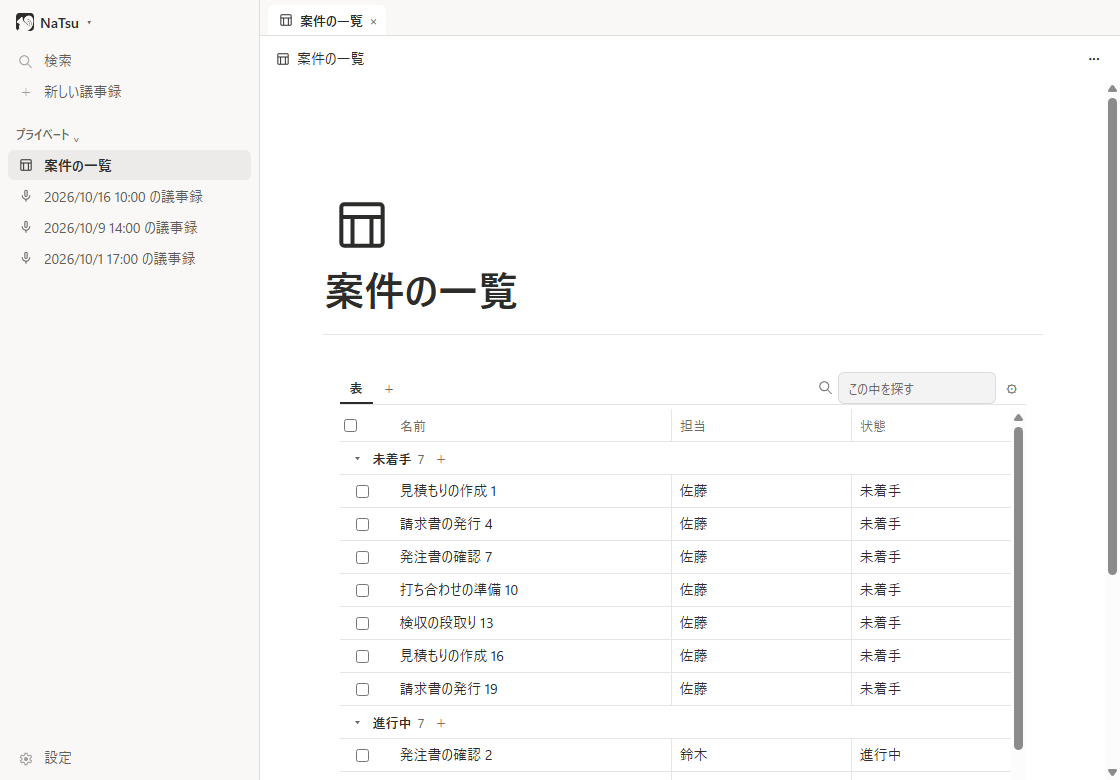 NaTsu
検索
新しい議事録
プライベート
案件の一覧
2026/10/16 10:00 の議事録
2026/10/9 14:00 の議事録
2026/10/1 17:00 の議事録
設定
案件の一覧 ×
案件の一覧
案件の一覧
表 +
この中を探す
名前 担当 状態
未着手 7 +
見積もりの作成 1 佐藤 未着手
請求書の発行 4 佐藤 未着手
発注書の確認 7 佐藤 未着手
打ち合わせの準備 10 佐藤 未着手
検収の段取り 13 佐藤 未着手
見積もりの作成 16 佐藤 未着手
請求書の発行 19 佐藤 未着手
進行中 7 +
発注書の確認 2 鈴木 進行中